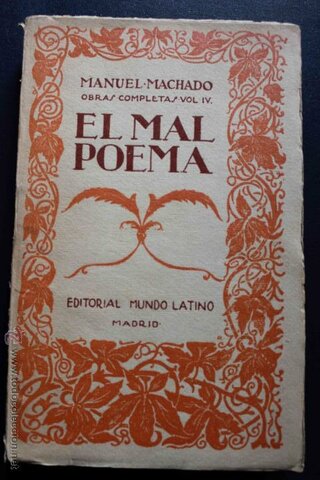 MANUEL·MACHADO
OBRAS COMPLETAS·VOL IV.
EL MAL
POEMA
EDITORIAL MUNDO LATINO
MADRID·